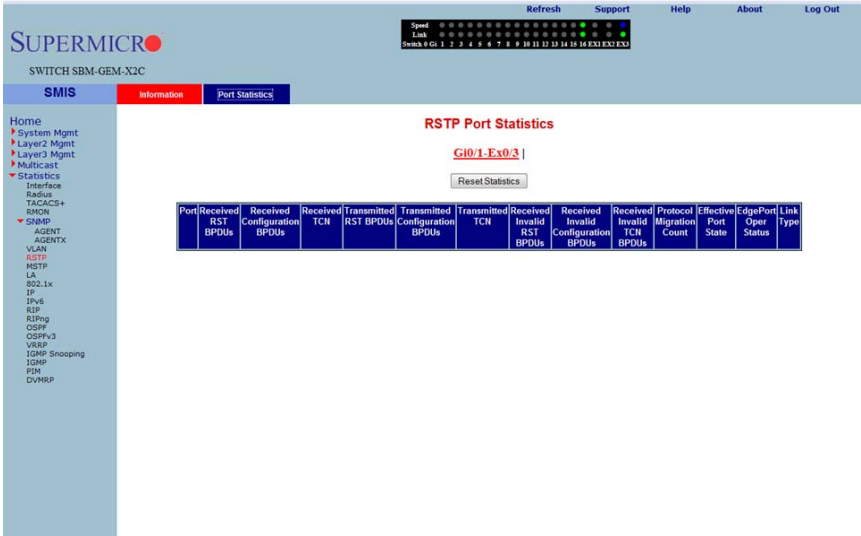 Refresh Support Help About Log Out
SUPERMICRO
Speed
Link
Switch 0 Gi 1 2 3 4 5 6 7 8 9 10 11 12 13 14 15 16 EX1 EX2 EX3
SWITCH SBM-GEM-X2C
SMIS Information Port Statistics
Home
System Mgmt
Layer2 Mgmt
Layer3 Mgmt
Multicast
Statistics
Interface
Radius
TACACS+
RMON
SNMP
AGENT
AGENTX
VLAN
RSTP
MSTP
LA
802.1x
IP
IPv6
RIP
RIPng
OSPF
OSPFv3
VRRP
IGMP Snooping
IGMP
PIM
DVMRP
RSTP Port Statistics
Gi0/1-Ex0/3 |
Reset Statistics
Port Received Received Received Transmitted Transmitted Transmitted Received Received Received Protocol Effective EdgePort Link
RST Configuration TCN RST BPDUs Configuration TCN Invalid Invalid Invalid Migration Port Oper Type
BPDUs BPDUs BPDUs RST Configuration TCN Count State Status
BPDUs BPDUs BPDUs